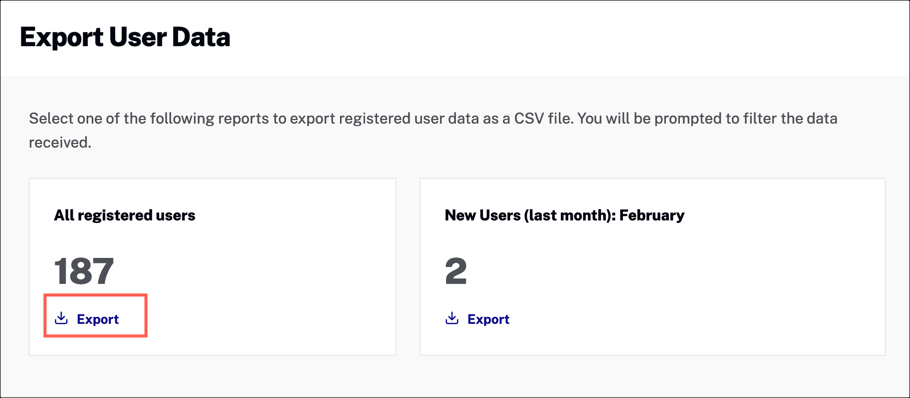 Export User Data
Select one of the following reports to export registered user data as a CSV file. You will be prompted to filter the data
received.
All registered users
187
Export
New Users (last month): February
2
Export